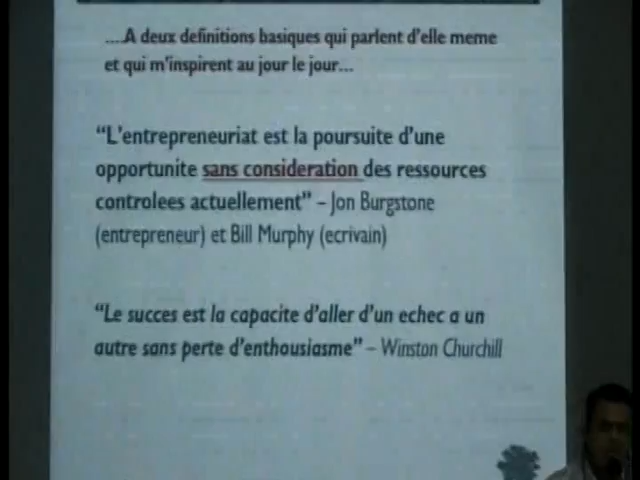 ....A deux definitions basiques qui parlent d'elle meme
et qui m'inspirent au jour le jour...
“L'entrepreneuriat est la poursuite d'une
opportunite sans consideration des ressources
controlees actuellement” – Jon Burgstone
(entrepreneur) et Bill Murphy (ecrivain)
“Le succes est la capacite d'aller d'un echec a un
autre sans perte d'enthousiasme” – Winston Churchill